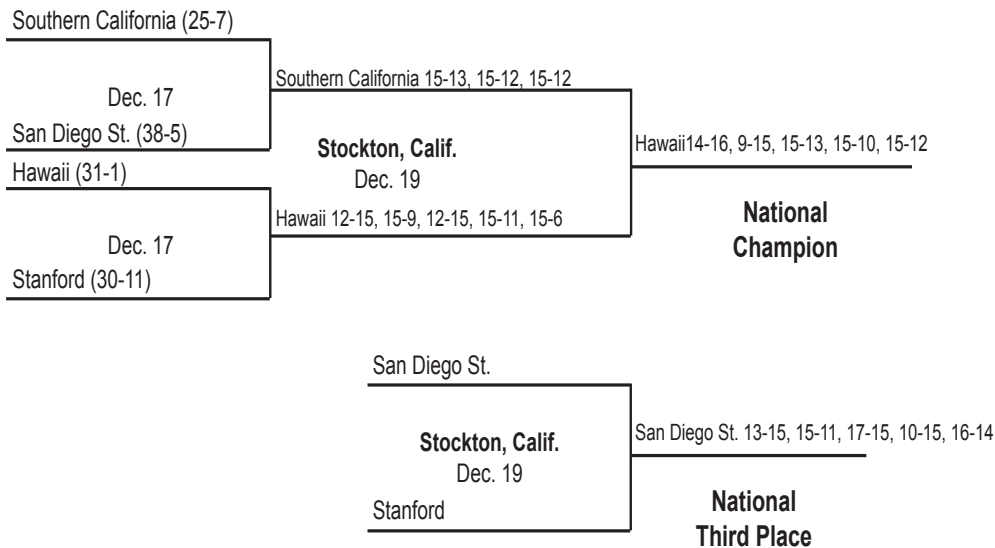 Southern California (25-7)
Dec. 17
San Diego St. (38-5)
Southern California 15-13, 15-12, 15-12
Hawaii (31-1)
Dec. 17
Stanford (30-11)
Hawaii 12-15, 15-9, 12-15, 15-11, 15-6
Stockton, Calif.
Dec. 19
Hawaii14-16, 9-15, 15-13, 15-10, 15-12
National
Champion
San Diego St.
Stockton, Calif.
Dec. 19
Stanford
San Diego St. 13-15, 15-11, 17-15, 10-15, 16-14
National
Third Place